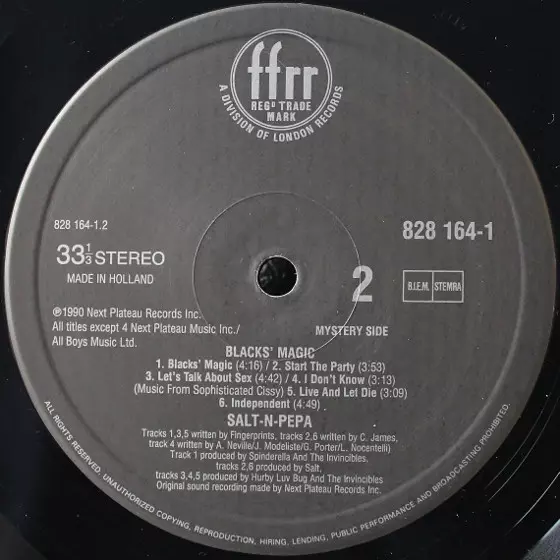 ffrr
REGD TRADE
MARK
A DIVISION OF LONDON RECORDS
828 164-1.2
33 1/3 STEREO
MADE IN HOLLAND
828 164-1
2
B.I.E.M. STEMRA
℗1990 Next Plateau Records Inc.
All titles except 4 Next Plateau Music Inc./
All Boys Music Ltd.
MYSTERY SIDE
BLACKS' MAGIC
1. Blacks' Magic (4:16) / 2. Start The Party (3:53)
3. Let's Talk About Sex (4:42) / 4. I Don't Know (3:13)
(Music From Sophisticated Cissy) 5. Live And Let Die (3:09)
6. Independent (4:49)
SALT-N-PEPA
Tracks 1,3,5 written by Fingerprints, tracks 2,6 written by C. James,
track 4 written by A. Neville/J. Modeliste/G. Porter/L. Nocentelli)
Track 1 produced by Spinderella And The Invincibles,
tracks 2,6 produced by Salt,
tracks 3,4,5 produced by Hurby Luv Bug And The Invincibles
Original sound recording made by Next Plateau Records Inc.
ALL RIGHTS RESERVED. UNAUTHORIZED COPYING, REPRODUCTION, HIRING, LENDING, PUBLIC PERFORMANCE AND BROADCASTING PROHIBITED.